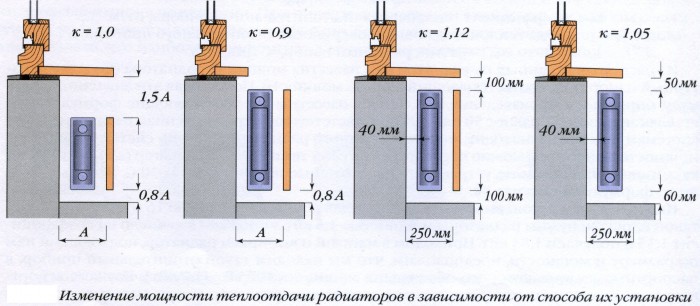 к = 1,0
к = 0,9
к = 1,12
к = 1,05
1,5 А
100 мм
50 мм
40 мм
40 мм
0,8 А
0,8 А
100 мм
60 мм
А
А
250 мм
250 мм
Изменение мощности теплоотдачи радиаторов в зависимости от способа их установки